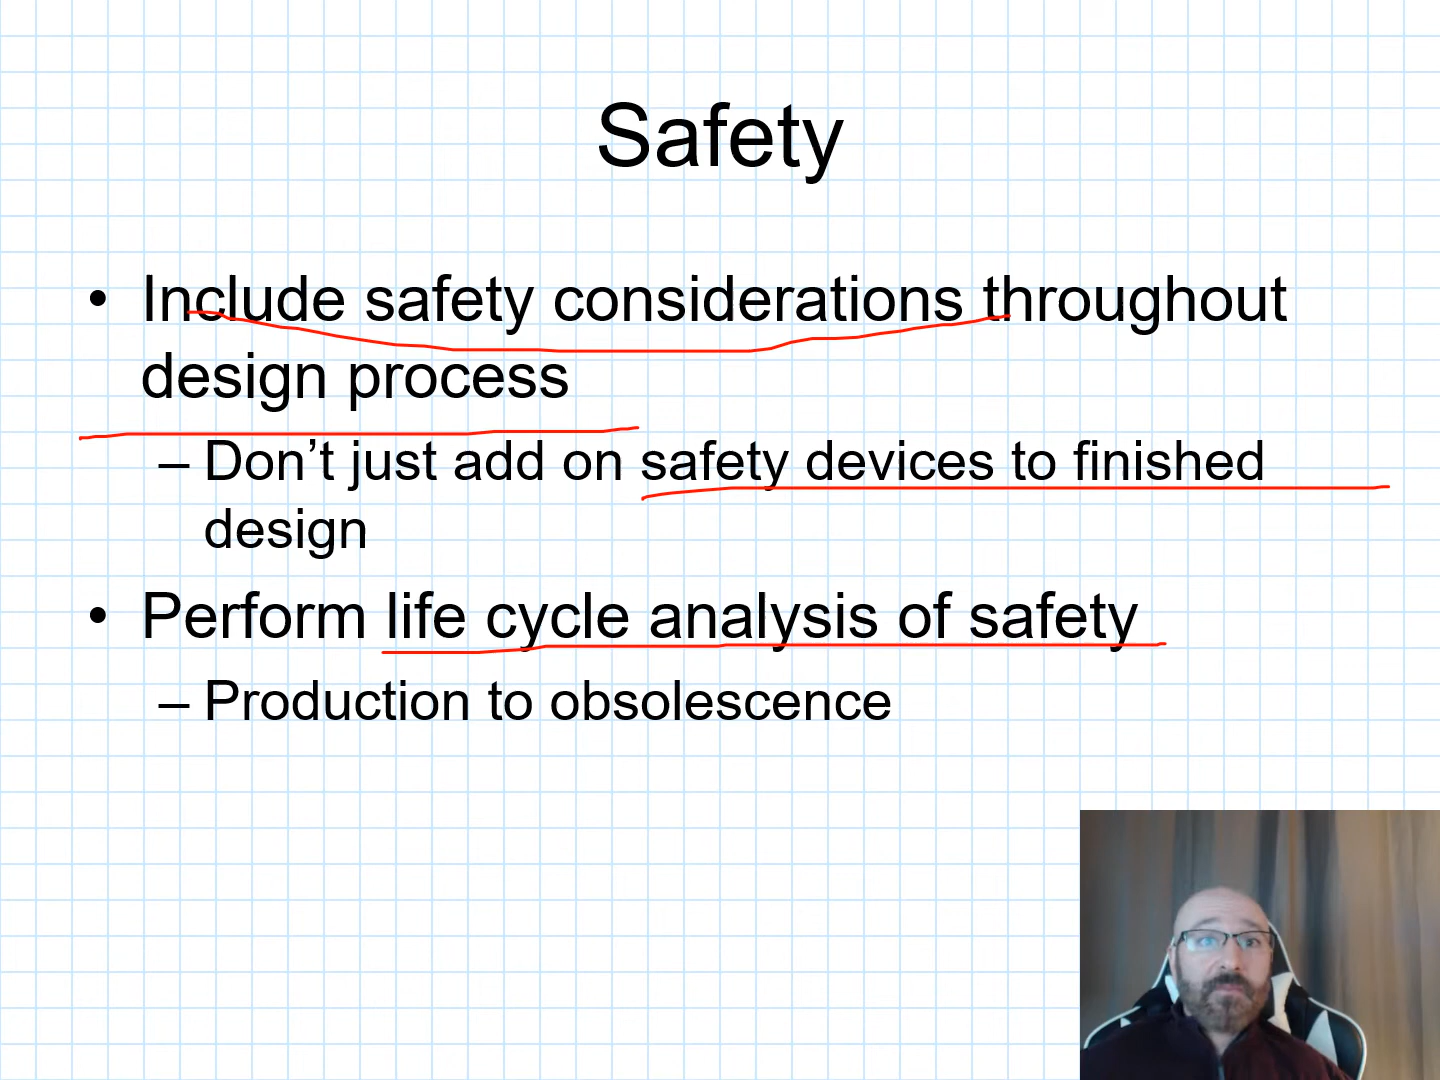 Safety
• Include safety considerations throughout
design process
– Don’t just add on safety devices to finished
design
• Perform life cycle analysis of safety
– Production to obsolescence